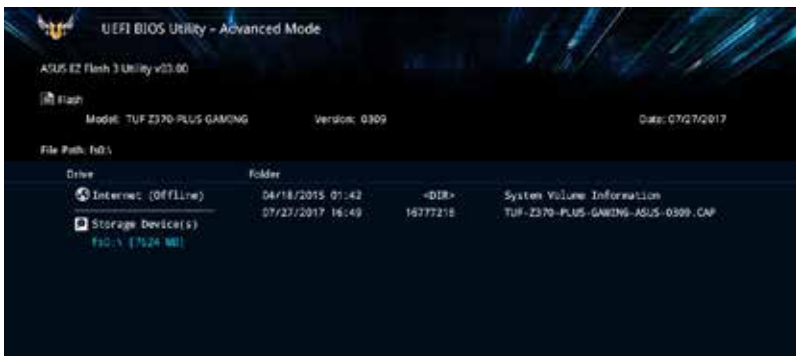 UEFI BIOS Utility – Advanced Mode
ASUS EZ Flash 3 Utility v03.00
Flash
Model: TUF Z370-PLUS GAMING Version: 0309 Date: 07/27/2017
File Path: fs0:\
Drive Folder
Internet (Offline) 04/18/2015 01:42 <DIR> System Volume Information
07/27/2017 16:49 16777216 TUF-Z370-PLUS-GAMING-ASUS-0309.CAP
Storage Device(s)
fs0:\ [7624 MB]